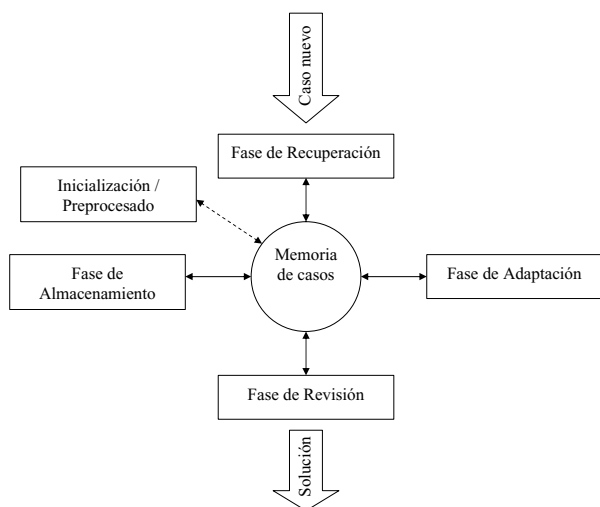 Caso nuevo
Fase de Recuperación
Inicialización /
Preprocesado
Memoria
de casos
Fase de
Almacenamiento
Fase de Adaptación
Fase de Revisión
Solución